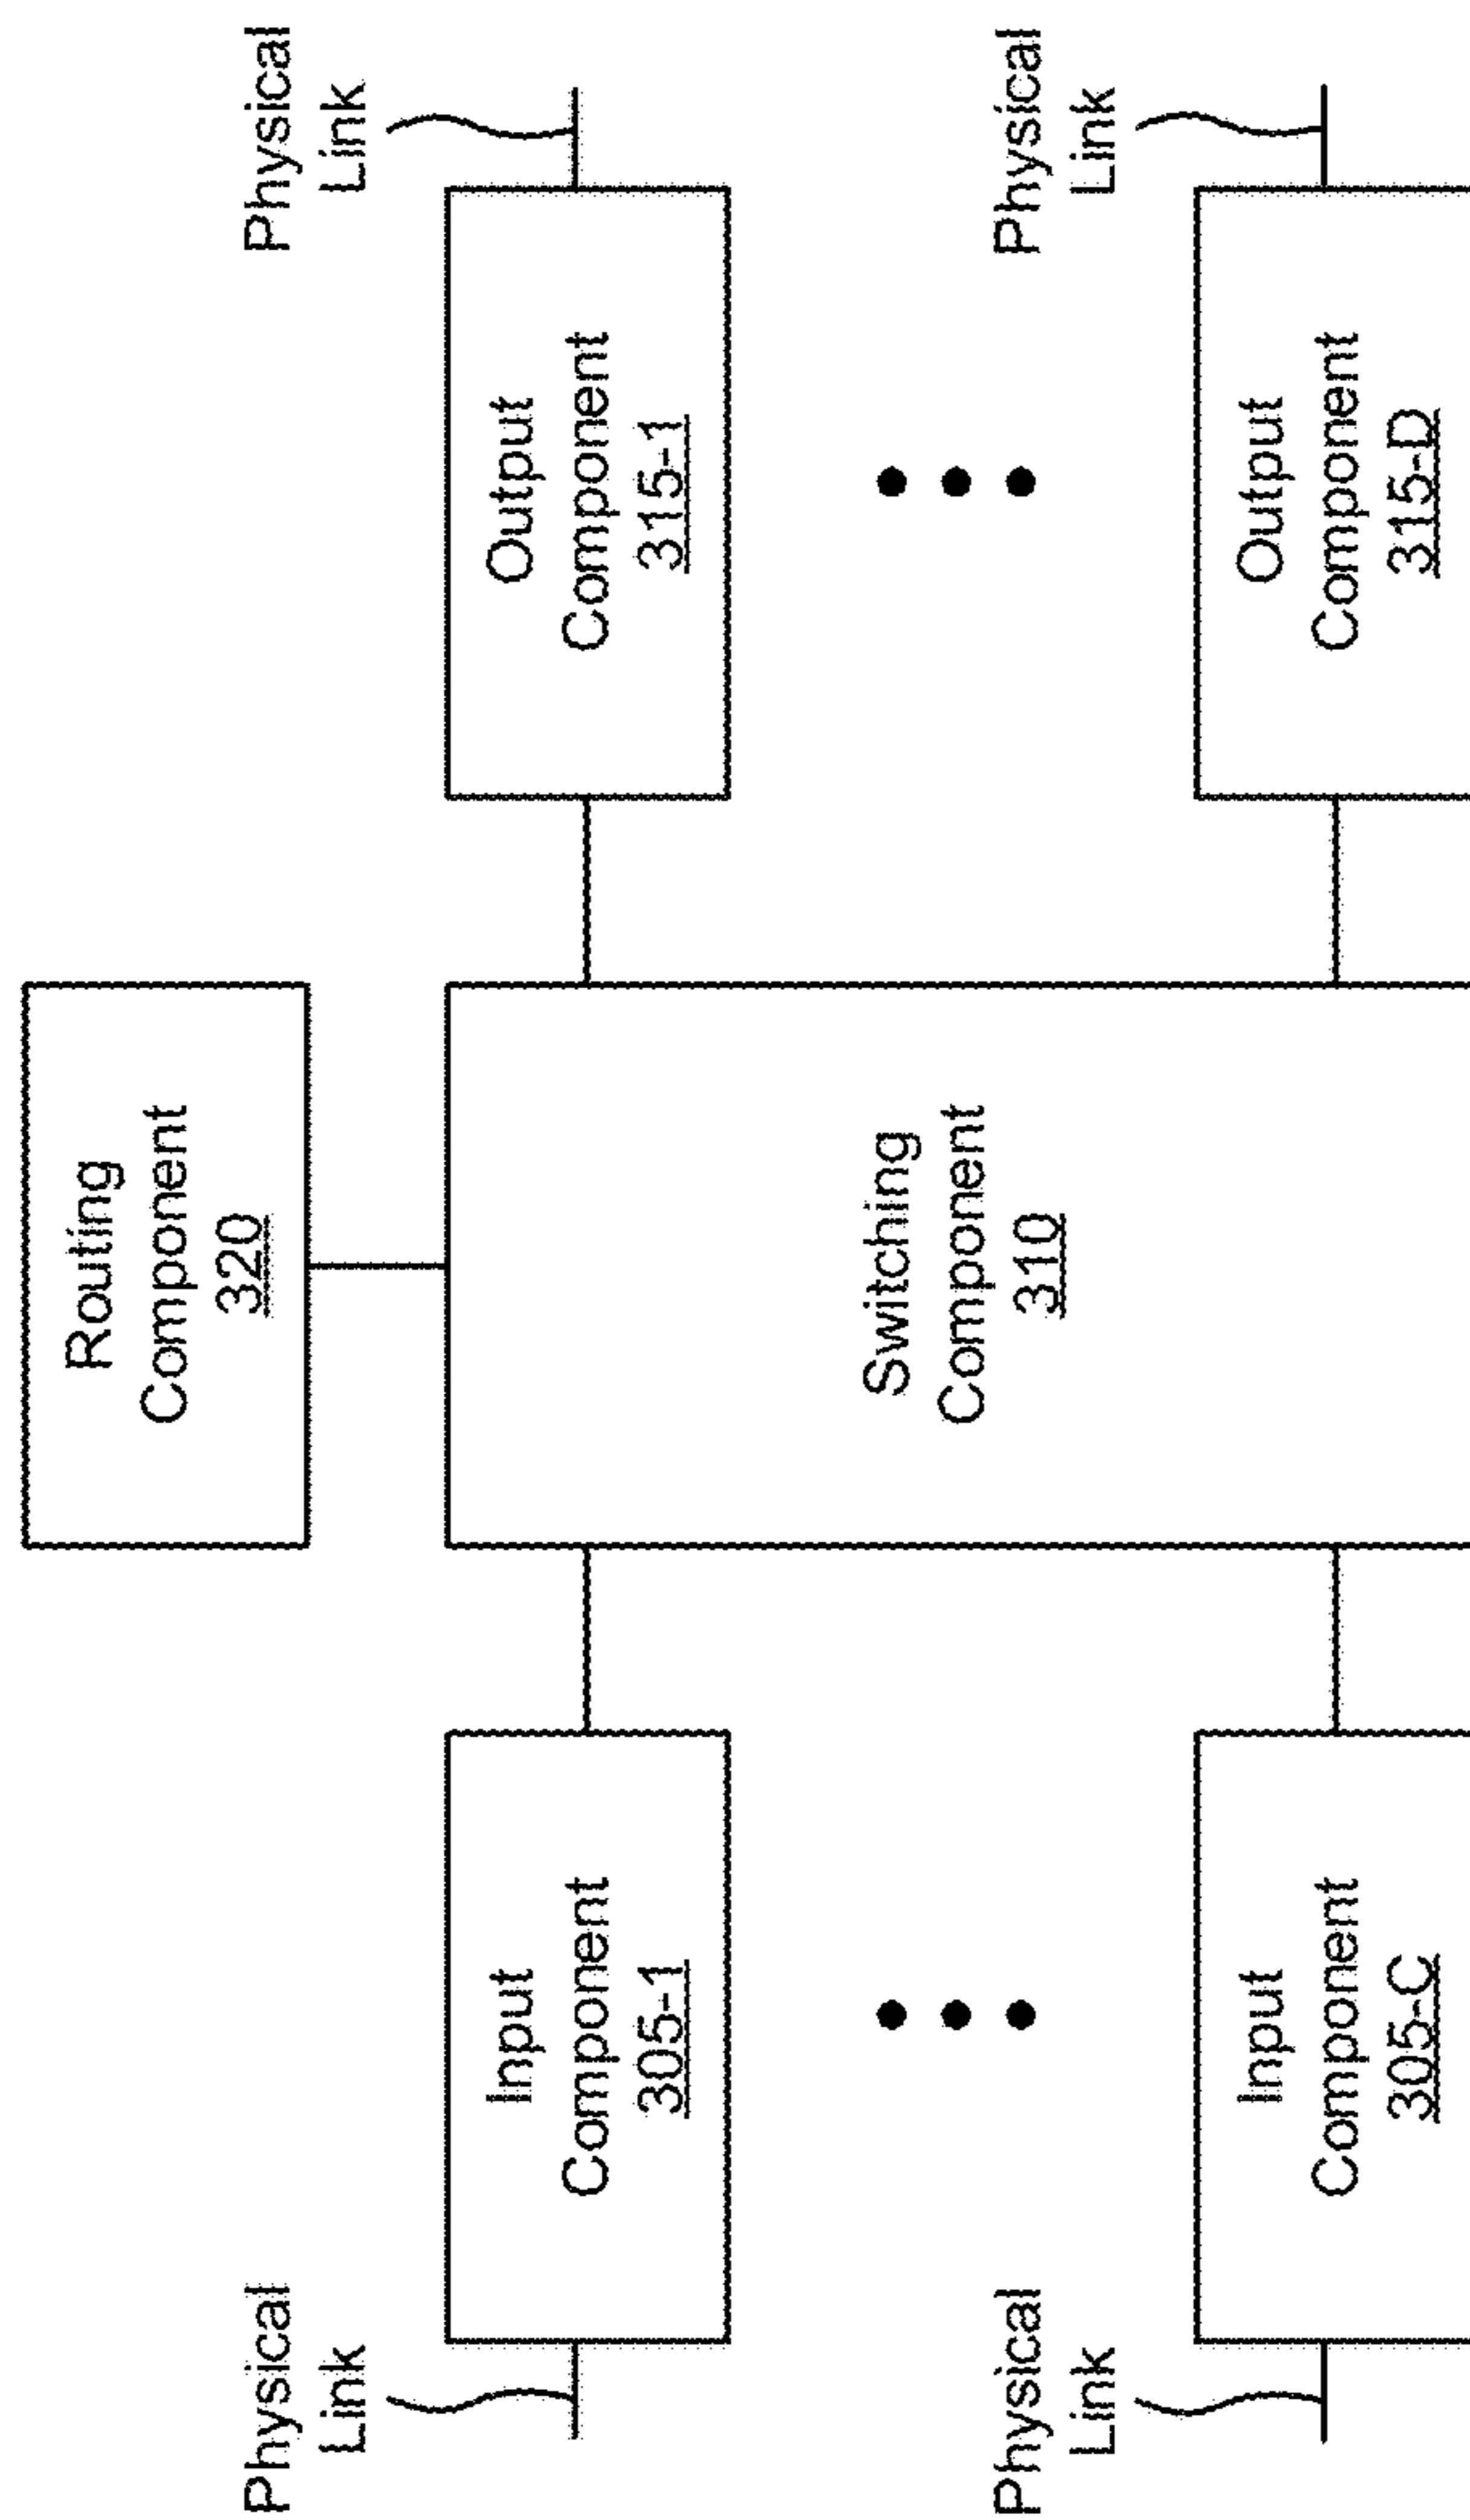 Routing
Component
320
Physical
Link
Physical
Link
Input
Component
305-1
Switching
Component
310
Output
Component
315-1
Physical
Link
Physical
Link
Input
Component
305-C
Output
Component
315-D